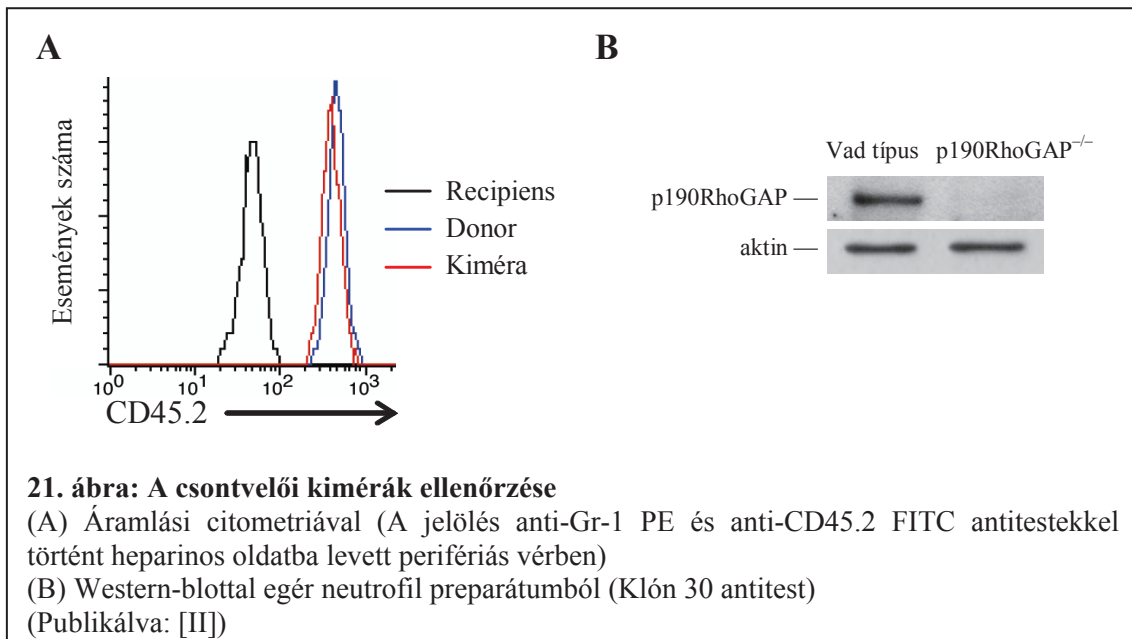 A
Események száma
10^0 10^1 10^2 10^3
CD45.2
Recipiens
Donor
Kiméra
B
Vad típus p190RhoGAP^–/–
p190RhoGAP —
aktin —
21. ábra: A csontvelői kimérák ellenőrzése
(A) Áramlási citometriával (A jelölés anti-Gr-1 PE és anti-CD45.2 FITC antitestekkel
történt heparinos oldatba levett perifériás vérben)
(B) Western-blottal egér neutrofil preparátumból (Klón 30 antitest)
(Publikálva: [II])